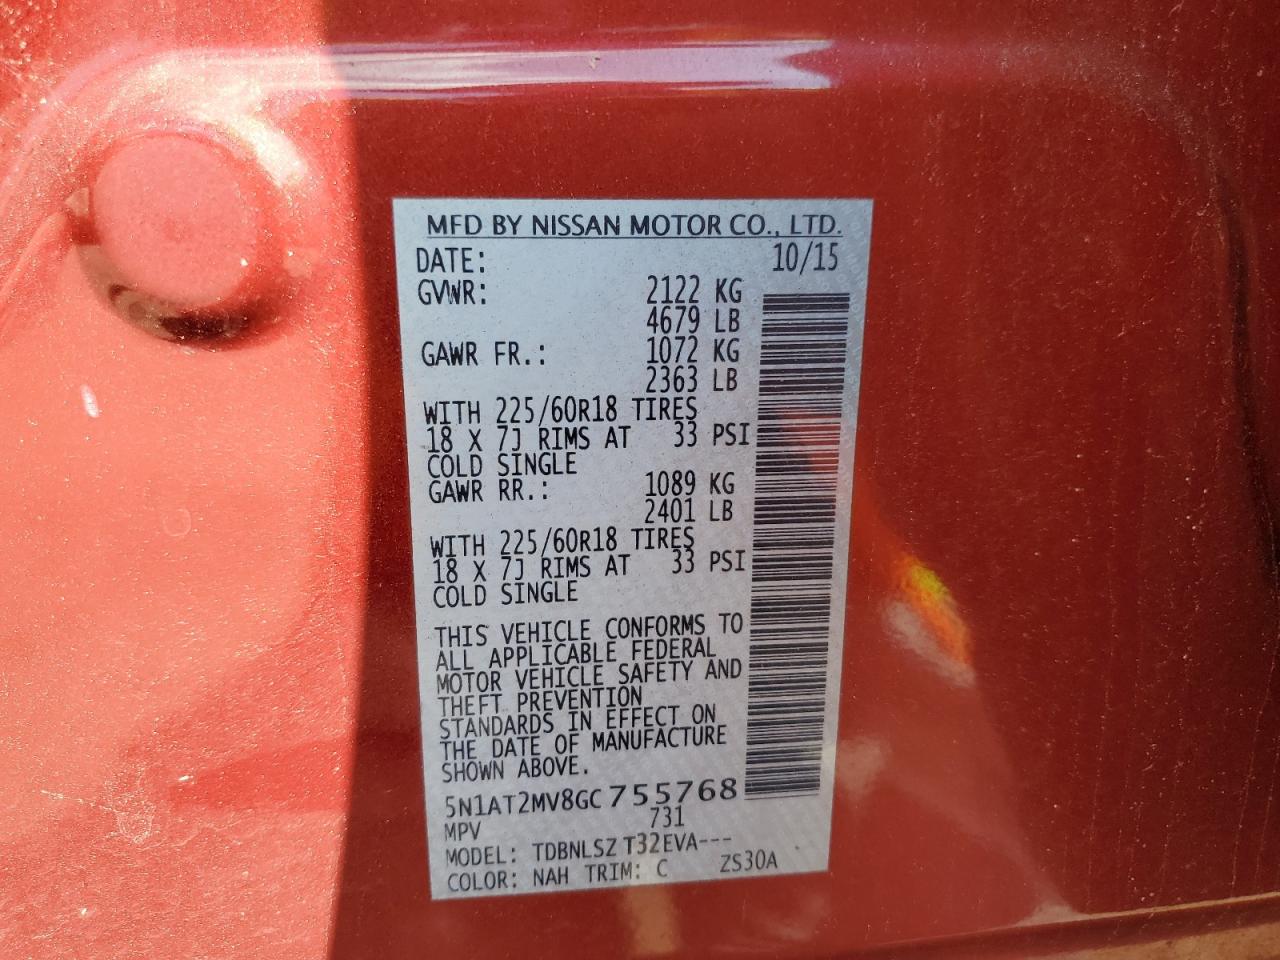 MFD BY NISSAN MOTOR CO., LTD.
DATE: 10/15
GVWR: 2122 KG
4679 LB
GAWR FR.: 1072 KG
2363 LB
WITH 225/60R18 TIRES
18 X 7J RIMS AT 33 PSI
COLD SINGLE
GAWR RR.: 1089 KG
2401 LB
WITH 225/60R18 TIRES
18 X 7J RIMS AT 33 PSI
COLD SINGLE
THIS VEHICLE CONFORMS TO
ALL APPLICABLE FEDERAL
MOTOR VEHICLE SAFETY AND
THEFT PREVENTION
STANDARDS IN EFFECT ON
THE DATE OF MANUFACTURE
SHOWN ABOVE.
5N1AT2MV8GC755768
MPV 731
MODEL: TDBNLSZ T32EVA---
COLOR: NAH TRIM: C ZS30A